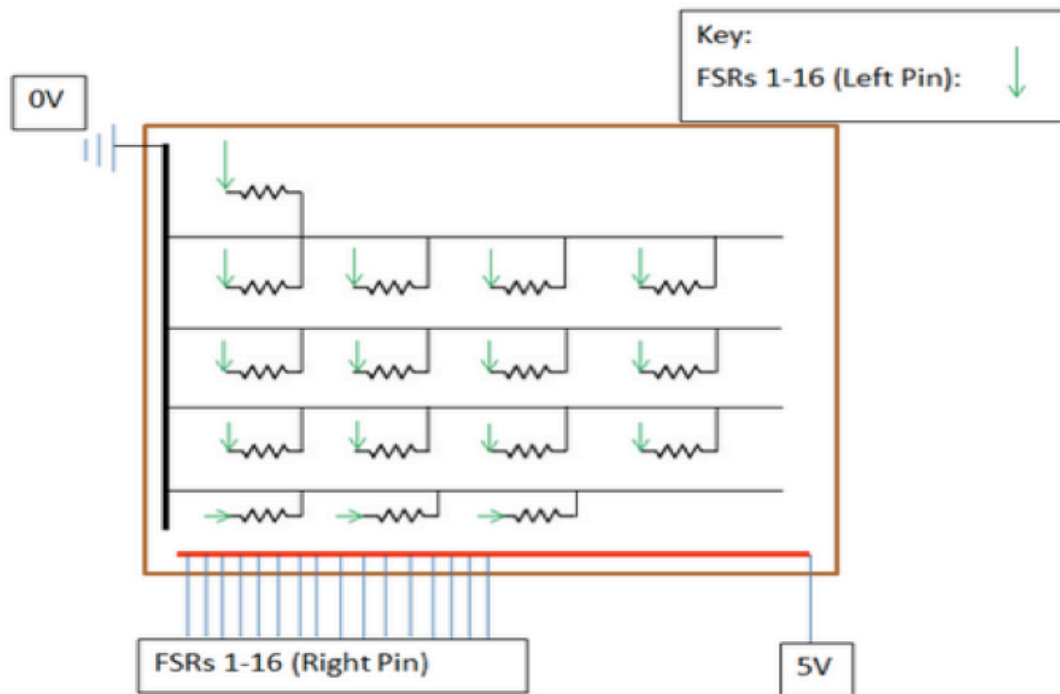 Key:
FSRs 1-16 (Left Pin):
0V
FSRs 1-16 (Right Pin)
5V